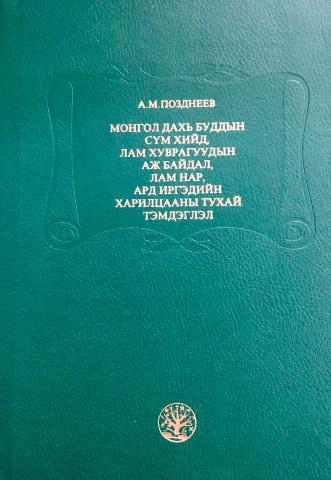 А.М.ПОЗДНЕЕВ
МОНГОЛ ДАХЬ БУДДЫН
СҮМ ХИЙД,
ЛАМ ХУВРАГУУДЫН
АЖ БАЙДАЛ,
ЛАМ НАР,
АРД ИРГЭДИЙН
ХАРИЛЦААНЫ ТУХАЙ
ТЭМДЭГЛЭЛ